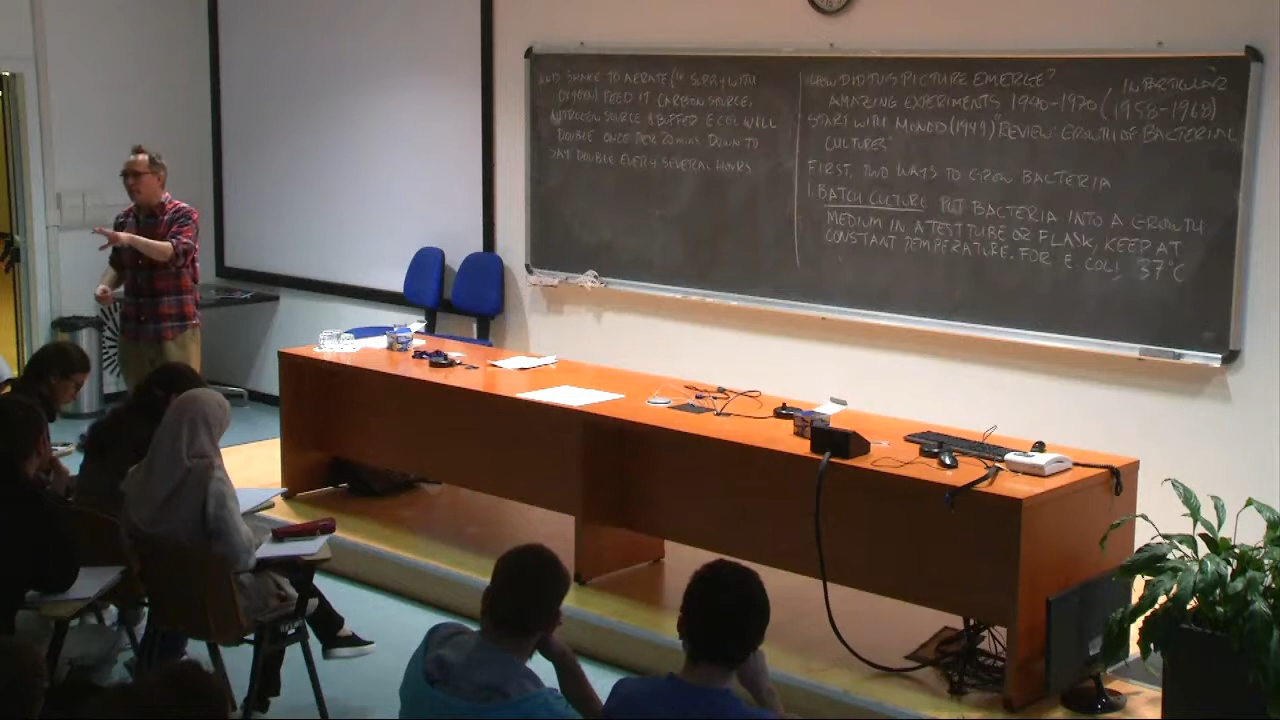 AND SHAKE TO AERATE (" SUPPLY WITH
OXYGEN) FEED IT CARBON SOURCE,
NITROGEN SOURCE & BUFFER E COLI WILL
DOUBLE ONCE PER 20 MINS DOWN TO
SAY DOUBLE EVERY SEVERAL HOURS
"HOW DID THIS PICTURE EMERGE? IN PARTICULAR
AMAZING EXPERIMENTS 1940-1970 (1958-1968)
START WITH MONOD (1949) "REVIEW: GROWTH OF BACTERIAL
CULTURES"
FIRST, TWO WAYS TO GROW BACTERIA
1. BATCH CULTURE PUT BACTERIA INTO A GROWTH
MEDIUM IN A TEST TUBE OR FLASK, KEEP AT
CONSTANT TEMPERATURE. FOR E COLI 37°C